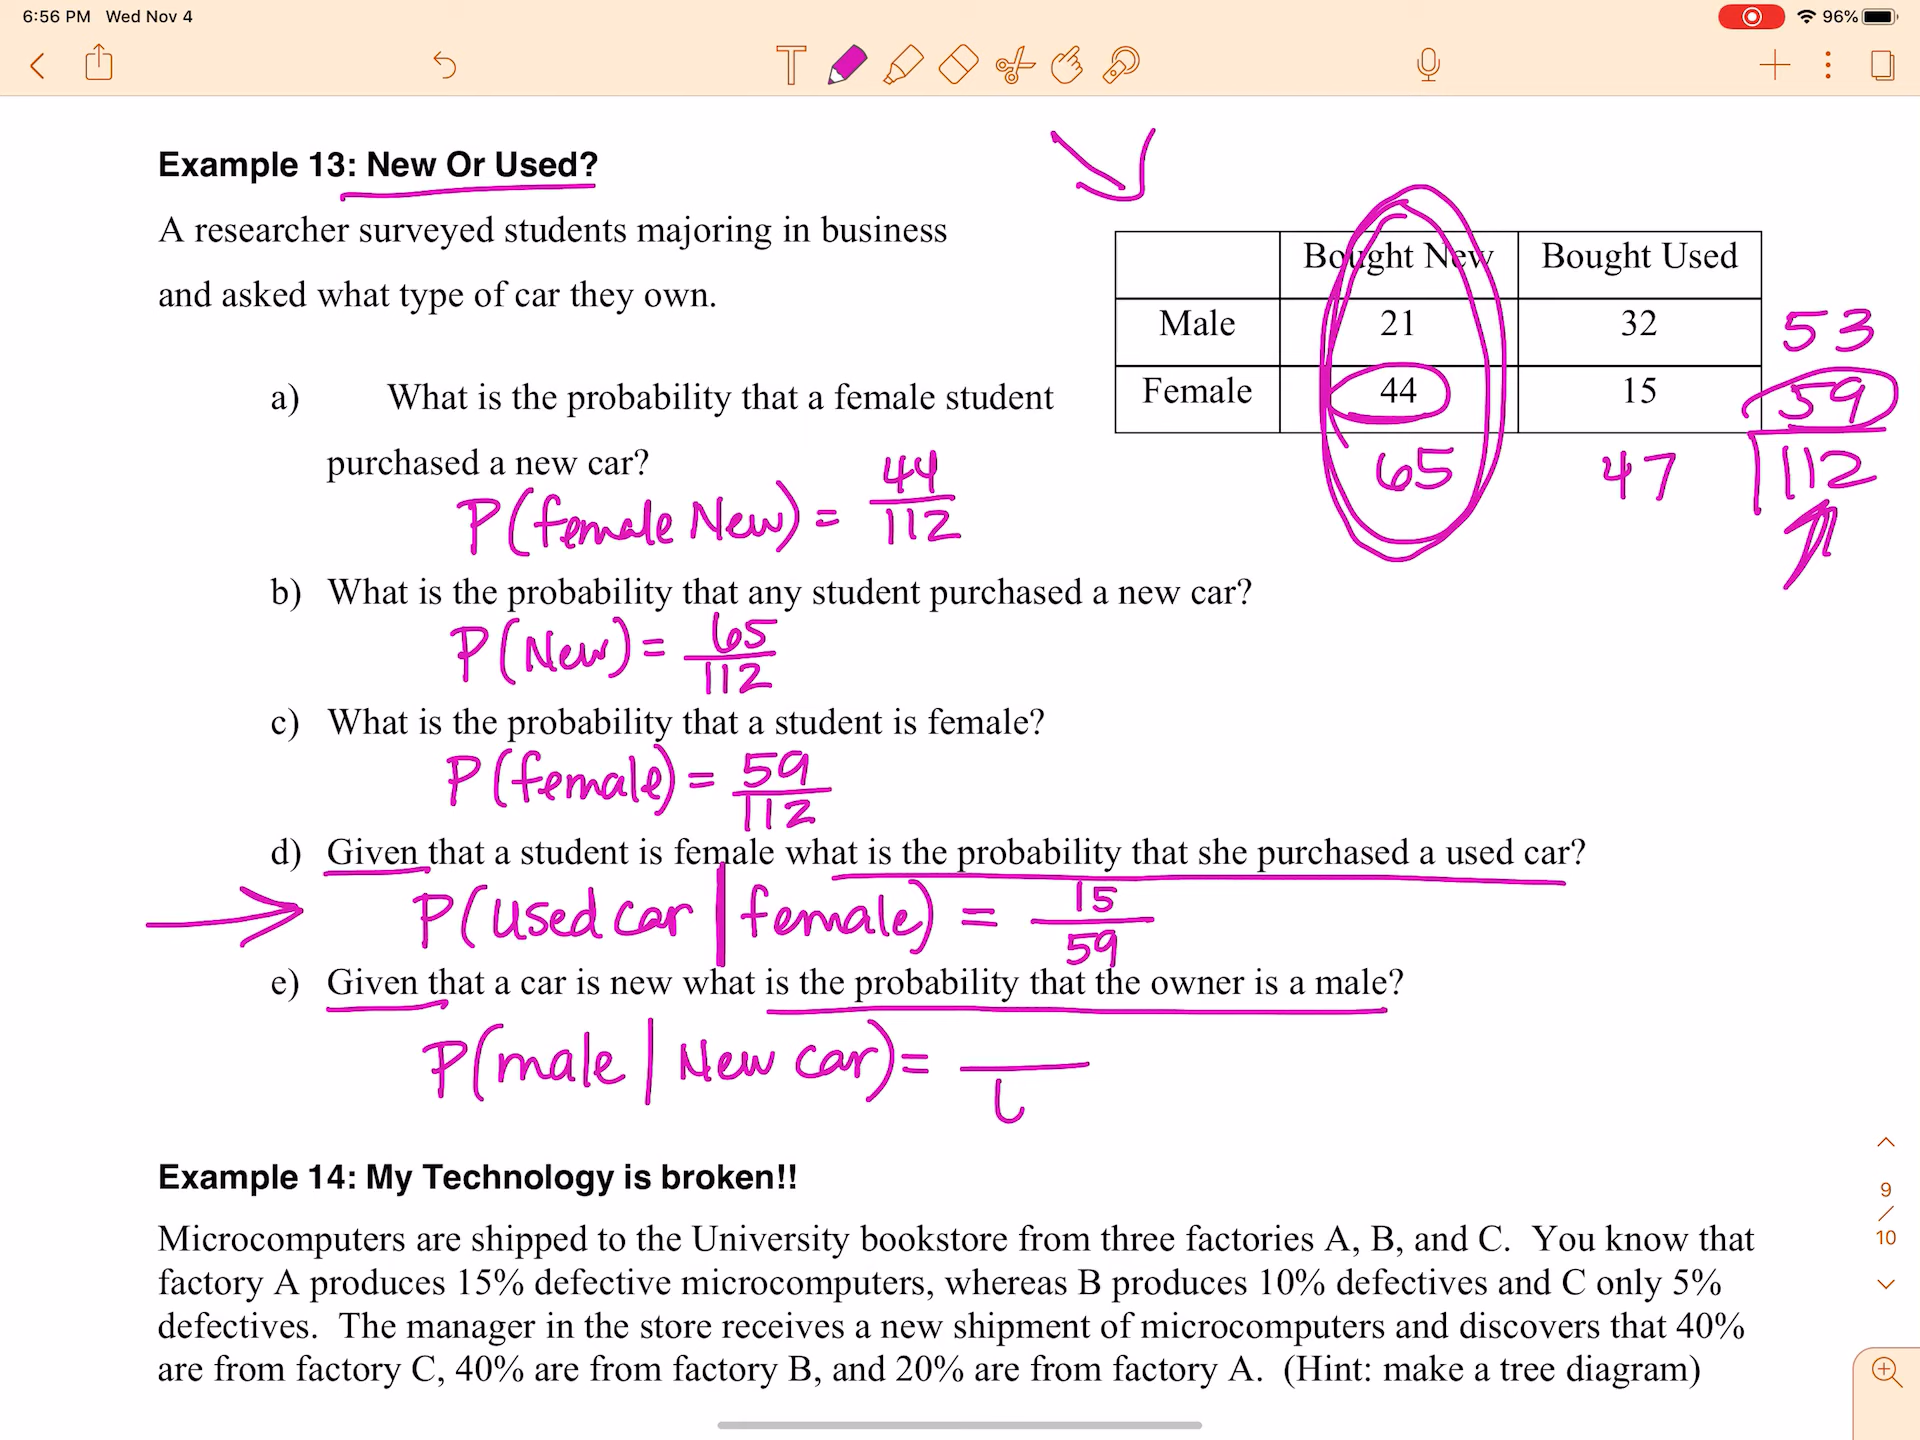 6:56 PM Wed Nov 4
96%
Example 13: New Or Used?
A researcher surveyed students majoring in business
and asked what type of car they own.
Bought New Bought Used
Male 21 32 53
Female 44 15 59
65 47 112
a) What is the probability that a female student
purchased a new car?
P(female New) = 44/112
b) What is the probability that any student purchased a new car?
P(New) = 65/112
c) What is the probability that a student is female?
P(female) = 59/112
d) Given that a student is female what is the probability that she purchased a used car?
P(used car | female) = 15/59
e) Given that a car is new what is the probability that the owner is a male?
P(male | New car) =
Example 14: My Technology is broken!!
Microcomputers are shipped to the University bookstore from three factories A, B, and C. You know that
factory A produces 15% defective microcomputers, whereas B produces 10% defectives and C only 5%
defectives. The manager in the store receives a new shipment of microcomputers and discovers that 40%
are from factory C, 40% are from factory B, and 20% are from factory A. (Hint: make a tree diagram)
9
/
10